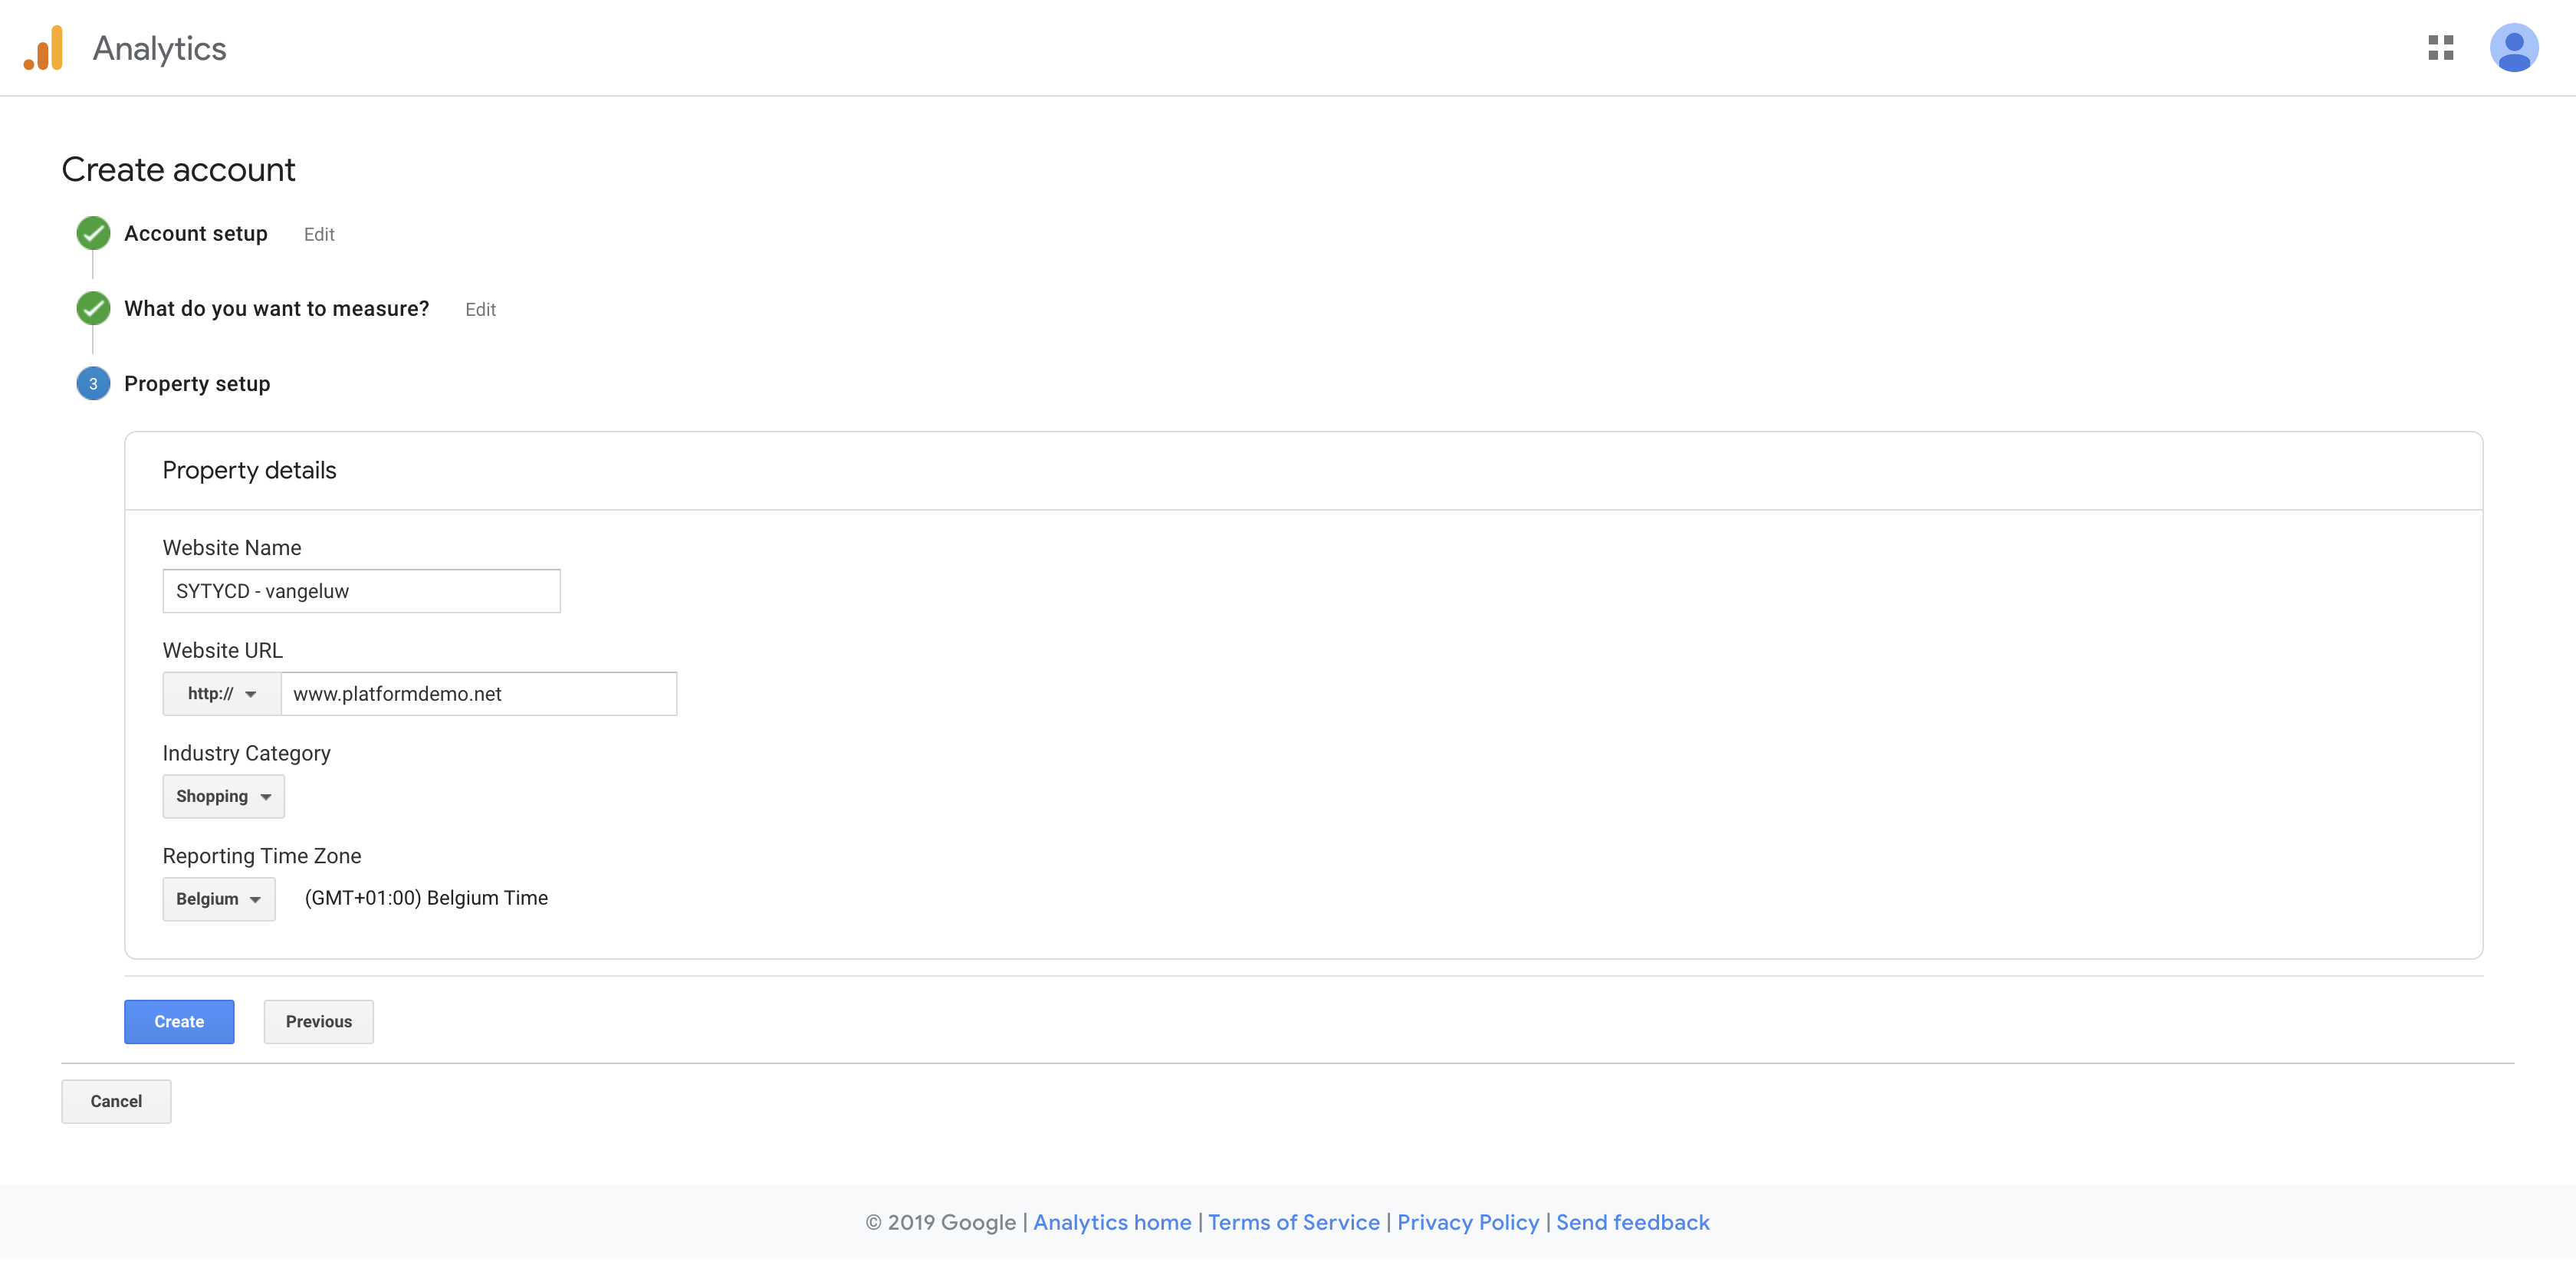 Analytics
Create account
Account setup Edit
What do you want to measure? Edit
3 Property setup
Property details
Website Name
SYTYCD - vangeluw
Website URL
http:// www.platformdemo.net
Industry Category
Shopping
Reporting Time Zone
Belgium (GMT+01:00) Belgium Time
Create Previous
Cancel
© 2019 Google | Analytics home | Terms of Service | Privacy Policy | Send feedback